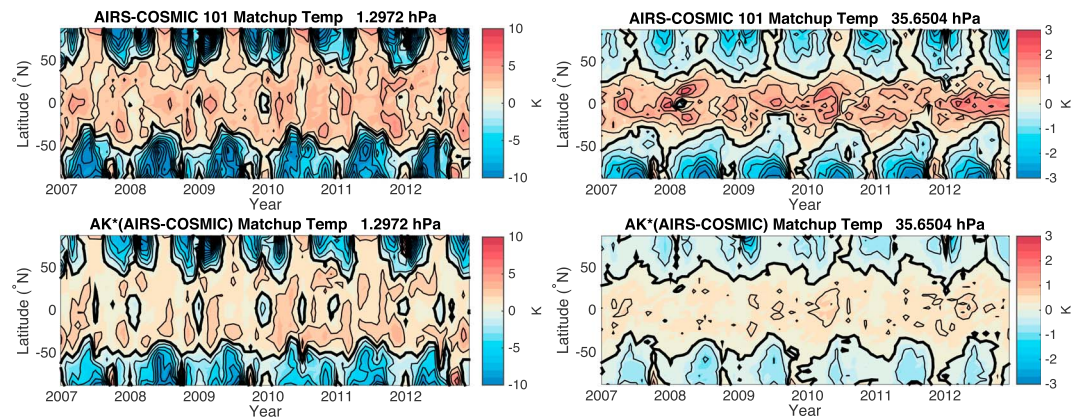 AIRS-COSMIC 101 Matchup Temp 1.2972 hPa
50
0
-50
Latitude (°N)
2007 2008 2009 2010 2011 2012
Year
10
5
0
-5
-10
K
AIRS-COSMIC 101 Matchup Temp 35.6504 hPa
50
0
-50
Latitude (°N)
2007 2008 2009 2010 2011 2012
Year
3
2
1
0
-1
-2
-3
K
AK*(AIRS-COSMIC) Matchup Temp 1.2972 hPa
50
0
-50
Latitude (°N)
2007 2008 2009 2010 2011 2012
Year
10
5
0
-5
-10
K
AK*(AIRS-COSMIC) Matchup Temp 35.6504 hPa
50
0
-50
Latitude (°N)
2007 2008 2009 2010 2011 2012
Year
3
2
1
0
-1
-2
-3
K